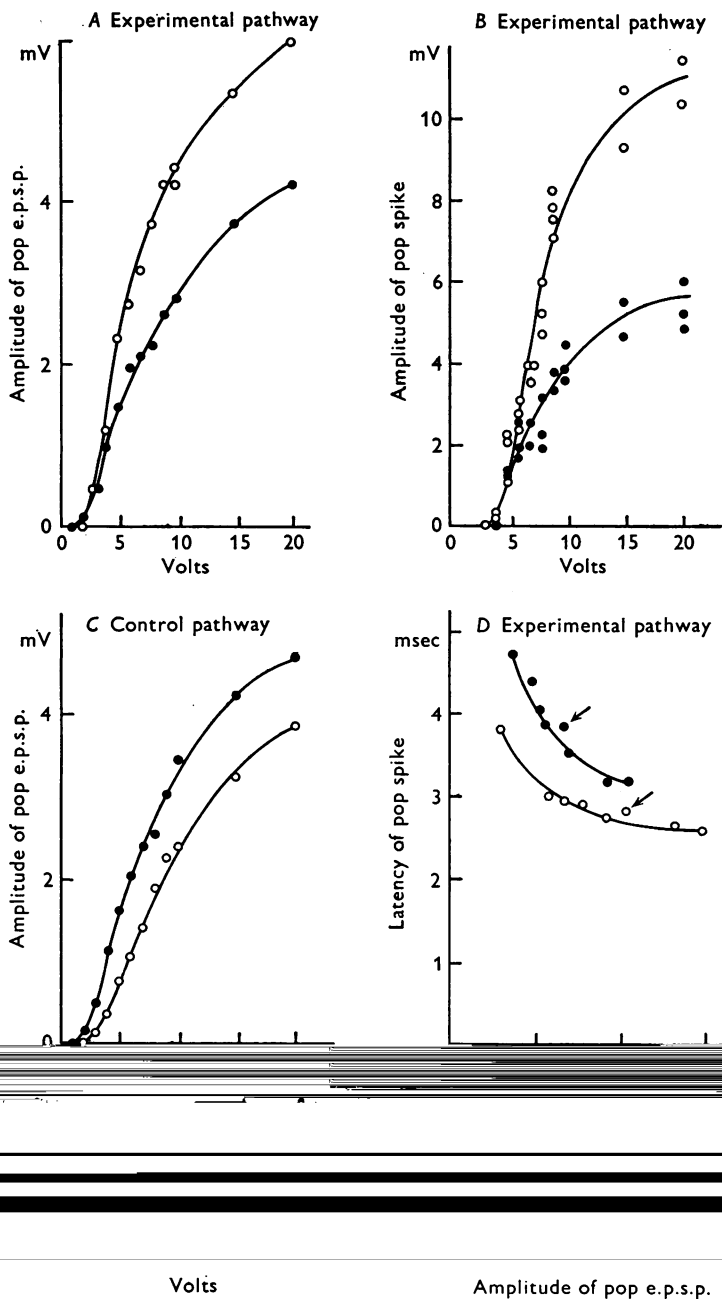 A Experimental pathway
mV
4
2
0
Amplitude of pop e.p.s.p.
0 5 10 15 20
Volts
B Experimental pathway
mV
10
8
6
4
2
0
Amplitude of pop spike
0 5 10 15 20
Volts
C Control pathway
mV
4
2
0
Amplitude of pop e.p.s.p.
Volts
D Experimental pathway
msec
4
3
2
1
Latency of pop spike
Amplitude of pop e.p.s.p.